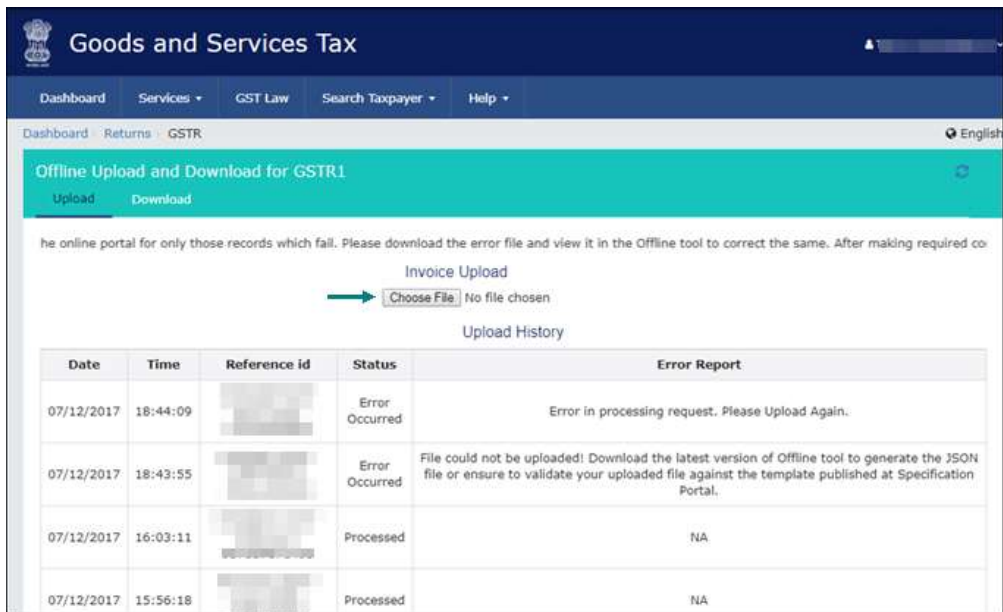 Goods and Services Tax
Dashboard Services GST Law Search Taxpayer Help
Dashboard Returns GSTR English
Offline Upload and Download for GSTR1
Upload Download
he online portal for only those records which fail. Please download the error file and view it in the Offline tool to correct the same. After making required co
Invoice Upload
Choose File No file chosen
Upload History
Date Time Reference id Status Error Report
07/12/2017 18:44:09 Error Occurred Error in processing request. Please Upload Again.
07/12/2017 18:43:55 Error Occurred File could not be uploaded! Download the latest version of Offline tool to generate the JSON
file or ensure to validate your uploaded file against the template published at Specification
Portal.
07/12/2017 16:03:11 Processed NA
07/12/2017 15:56:18 Processed NA